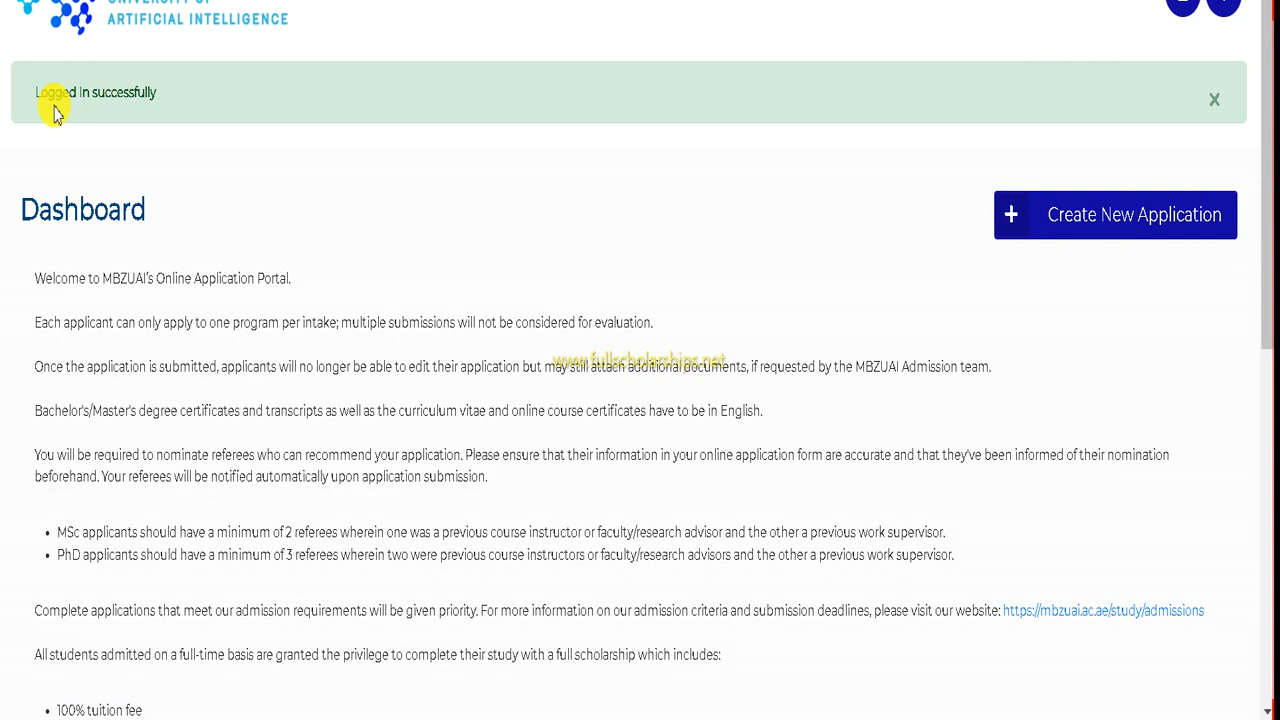 ARTIFICIAL INTELLIGENCE
Logged In successfully
x
Dashboard
+ Create New Application
Welcome to MBZUAI's Online Application Portal.
Each applicant can only apply to one program per intake; multiple submissions will not be considered for evaluation.
www.fullscholarships.net
Once the application is submitted, applicants will no longer be able to edit their application but may still attach additional documents, if requested by the MBZUAI Admission team.
Bachelor's/Master's degree certificates and transcripts as well as the curriculum vitae and online course certificates have to be in English.
You will be required to nominate referees who can recommend your application. Please ensure that their information in your online application form are accurate and that they've been informed of their nomination
beforehand. Your referees will be notified automatically upon application submission.
• MSc applicants should have a minimum of 2 referees wherein one was a previous course instructor or faculty/research advisor and the other a previous work supervisor.
• PhD applicants should have a minimum of 3 referees wherein two were previous course instructors or faculty/research advisors and the other a previous work supervisor.
Complete applications that meet our admission requirements will be given priority. For more information on our admission criteria and submission deadlines, please visit our website: https://mbzuai.ac.ae/study/admissions
All students admitted on a full-time basis are granted the privilege to complete their study with a full scholarship which includes:
• 100% tuition fee